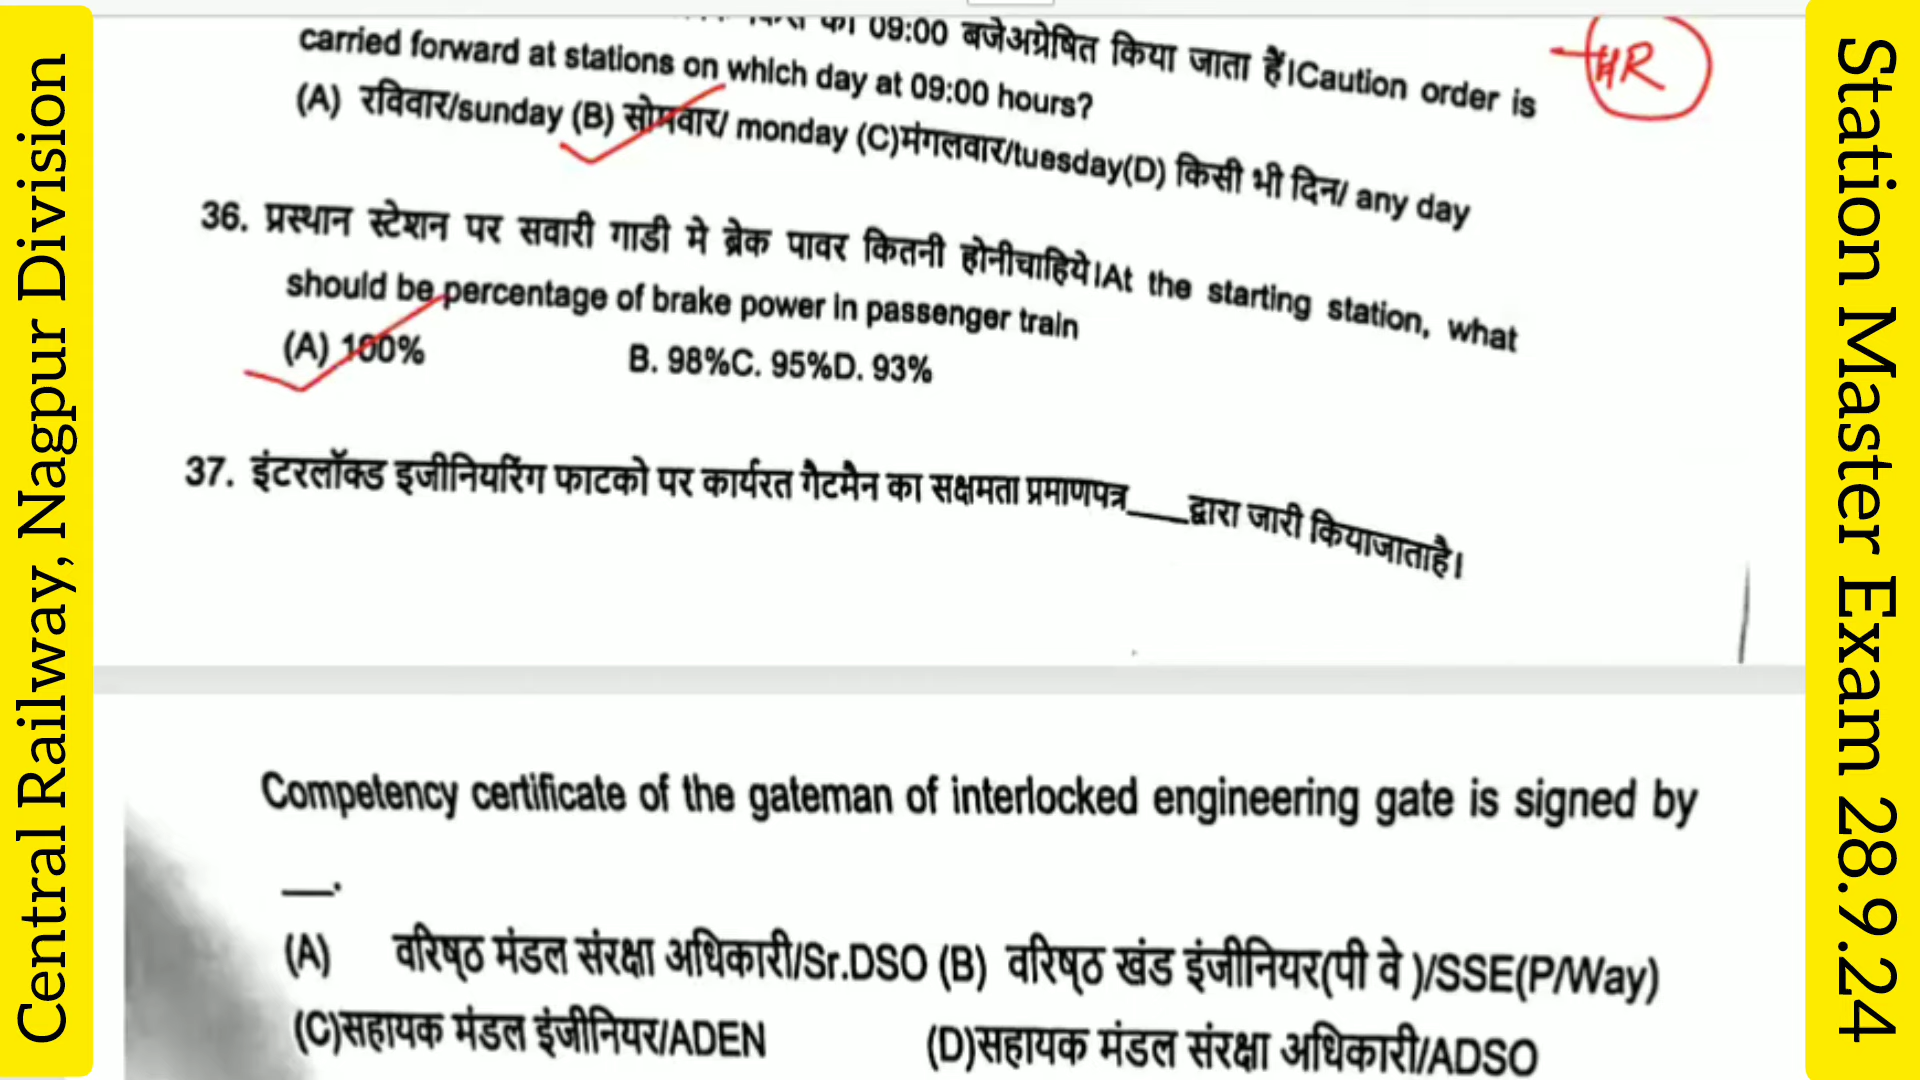 Central Railway, Nagpur Division
को 09:00 बजेअग्रेषित किया जाता हैं।Caution order is
HR
carried forward at stations on which day at 09:00 hours?
(A) रविवार/sunday (B) सोमवार/ monday (C)मंगलवार/tuesday(D) किसी भी दिन/ any day
36. प्रस्थान स्टेशन पर सवारी गाडी मे ब्रेक पावर कितनी होनीचाहिये।At the starting station, what
should be percentage of brake power in passenger train
(A) 100% B. 98%C. 95%D. 93%
37. इंटरलॉक्ड इजीनियरिंग फाटको पर कार्यरत गैटमैन का सक्षमता प्रमाणपत्र____द्वारा जारी कियाजाताहै।
Competency certificate of the gateman of interlocked engineering gate is signed by
___.
(A) वरिष्ठ मंडल संरक्षा अधिकारी/Sr.DSO (B) वरिष्ठ खंड इंजीनियर(पी वे )/SSE(P/Way)
(C)सहायक मंडल इंजीनियर/ADEN (D)सहायक मंडल संरक्षा अधिकारी/ADSO
Station Master Exam 28.9.24